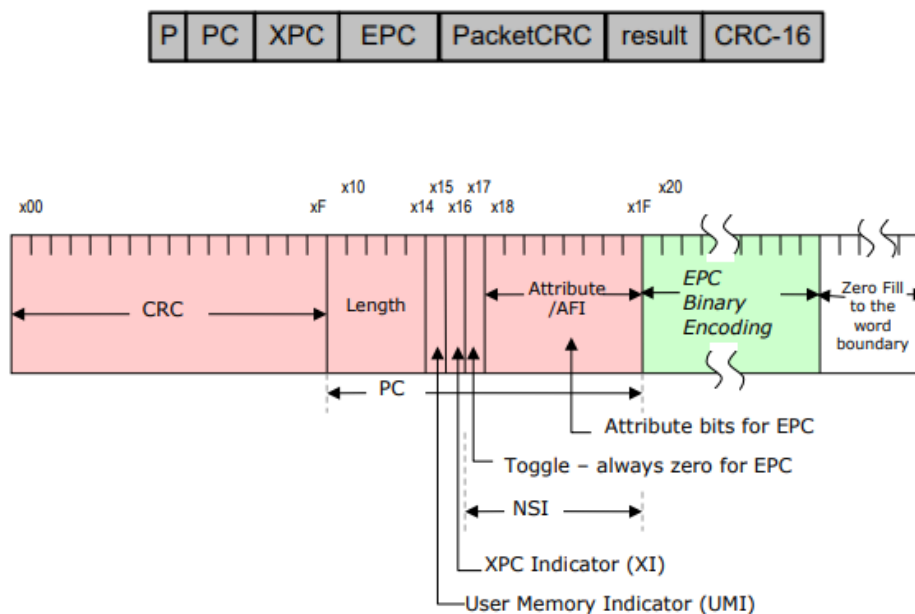 P PC XPC EPC PacketCRC result CRC-16
x10 x15 x17 x20
x00 xF x14 x16 x18 x1F
CRC
Length
Attribute
/AFI
EPC
Binary
Encoding
Zero Fill
to the
word
boundary
PC
Attribute bits for EPC
Toggle – always zero for EPC
NSI
XPC Indicator (XI)
User Memory Indicator (UMI)